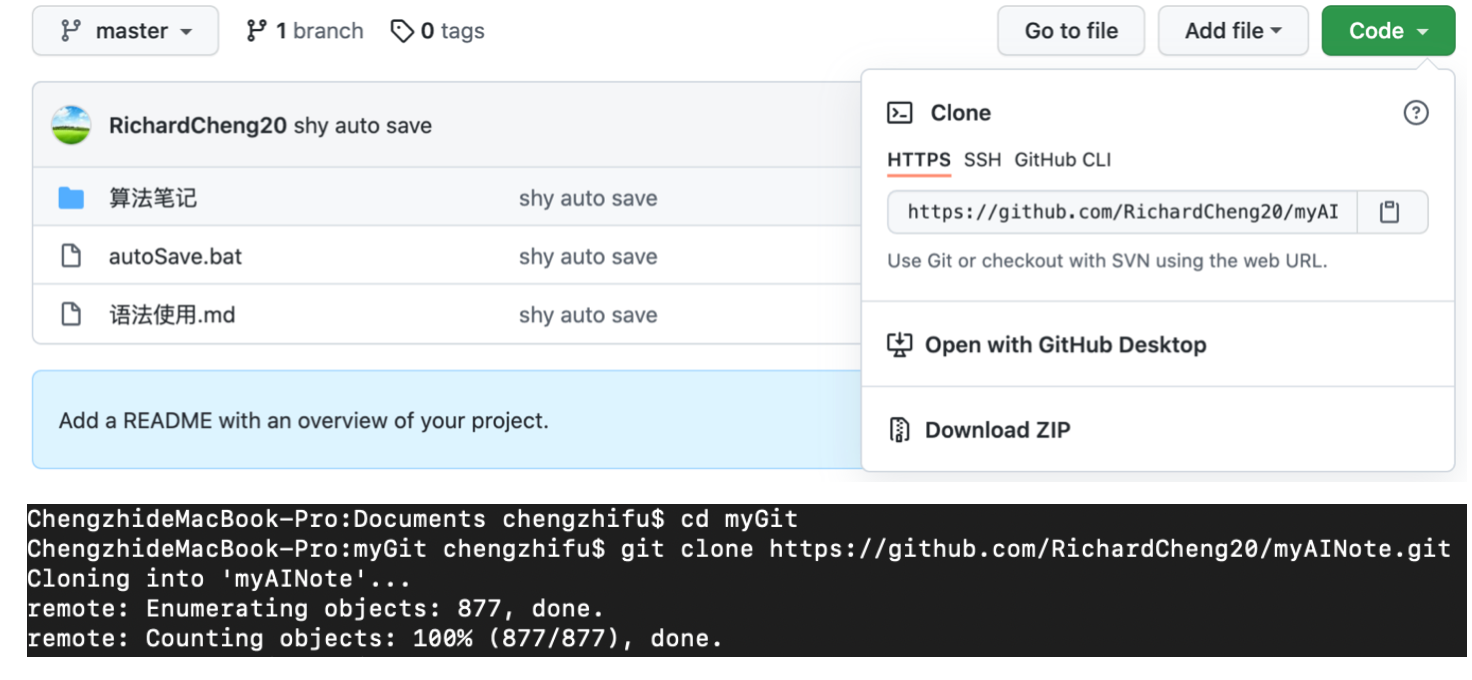 master 1 branch 0 tags Go to file Add file Code
RichardCheng20 shy auto save
算法笔记 shy auto save
autoSave.bat shy auto save
语法使用.md shy auto save
Add a README with an overview of your project.
Clone
HTTPS SSH GitHub CLI
https://github.com/RichardCheng20/myAI
Use Git or checkout with SVN using the web URL.
Open with GitHub Desktop
Download ZIP
ChengzhideMacBook-Pro:Documents chengzhifu$ cd myGit
ChengzhideMacBook-Pro:myGit chengzhifu$ git clone https://github.com/RichardCheng20/myAINote.git
Cloning into 'myAINote'...
remote: Enumerating objects: 877, done.
remote: Counting objects: 100% (877/877), done.